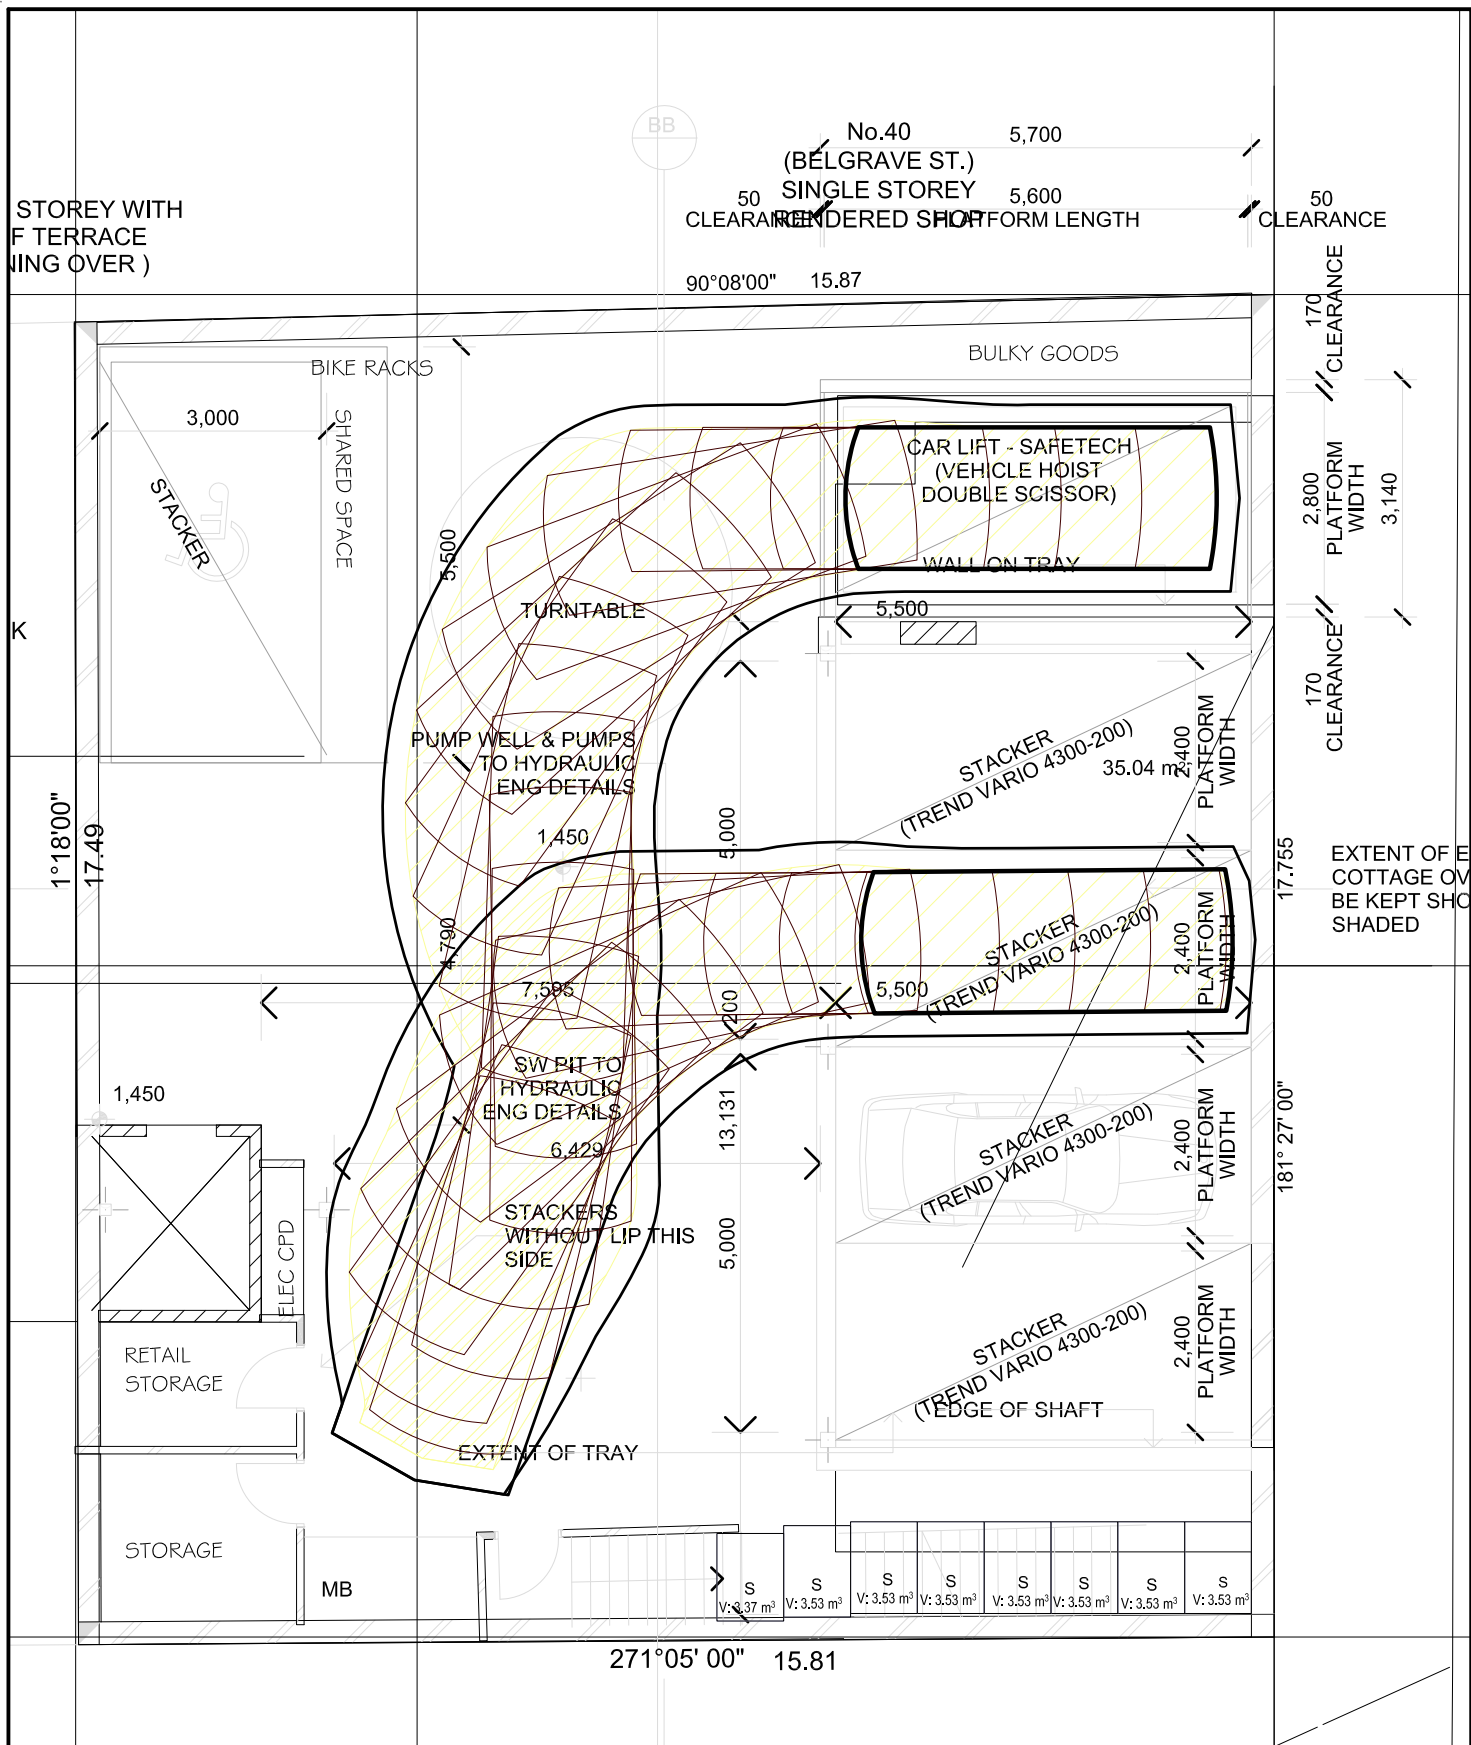 BB
No.40
(BELGRAVE ST.)
SINGLE STOREY
RENDERED SHOP
5,700
5,600
PLATFORM LENGTH
50
CLEARANCE
50
CLEARANCE
STOREY WITH
F TERRACE
NING OVER )
90°08'00" 15.87
170
CLEARANCE
BIKE RACKS
BULKY GOODS
3,000
SHARED SPACE
STACKER
CAR LIFT - SAFETECH
(VEHICLE HOIST
DOUBLE SCISSOR)
2,800
PLATFORM
WIDTH
3,140
5,500
WALL ON TRAY
5,500
TURNTABLE
K
170
CLEARANCE
PUMP WELL & PUMPS
TO HYDRAULIC
ENG DETAILS
STACKER
(TREND VARIO 4300-200)
35.04 m²
2,400
PLATFORM
WIDTH
1°18'00"
17.49
1,450
5,000
17.755
EXTENT OF E
COTTAGE OV
BE KEPT SHO
SHADED
4,790
7,595
200
5,500
STACKER
(TREND VARIO 4300-200)
2,400
PLATFORM
WIDTH
SW PIT TO
HYDRAULIC
ENG DETAILS
1,450
6,429
13,131
STACKER
(TREND VARIO 4300-200)
2,400
PLATFORM
WIDTH
181° 27' 00"
STACKERS
WITHOUT LIP THIS
SIDE
5,000
ELEC CPD
STACKER
(TREND VARIO 4300-200)
2,400
PLATFORM
WIDTH
RETAIL
STORAGE
EDGE OF SHAFT
EXTENT OF TRAY
STORAGE
MB
S
V: 3.37 m³
S
V: 3.53 m³
S
V: 3.53 m³
S
V: 3.53 m³
S
V: 3.53 m³
S
V: 3.53 m³
S
V: 3.53 m³
S
V: 3.53 m³
271°05' 00" 15.81